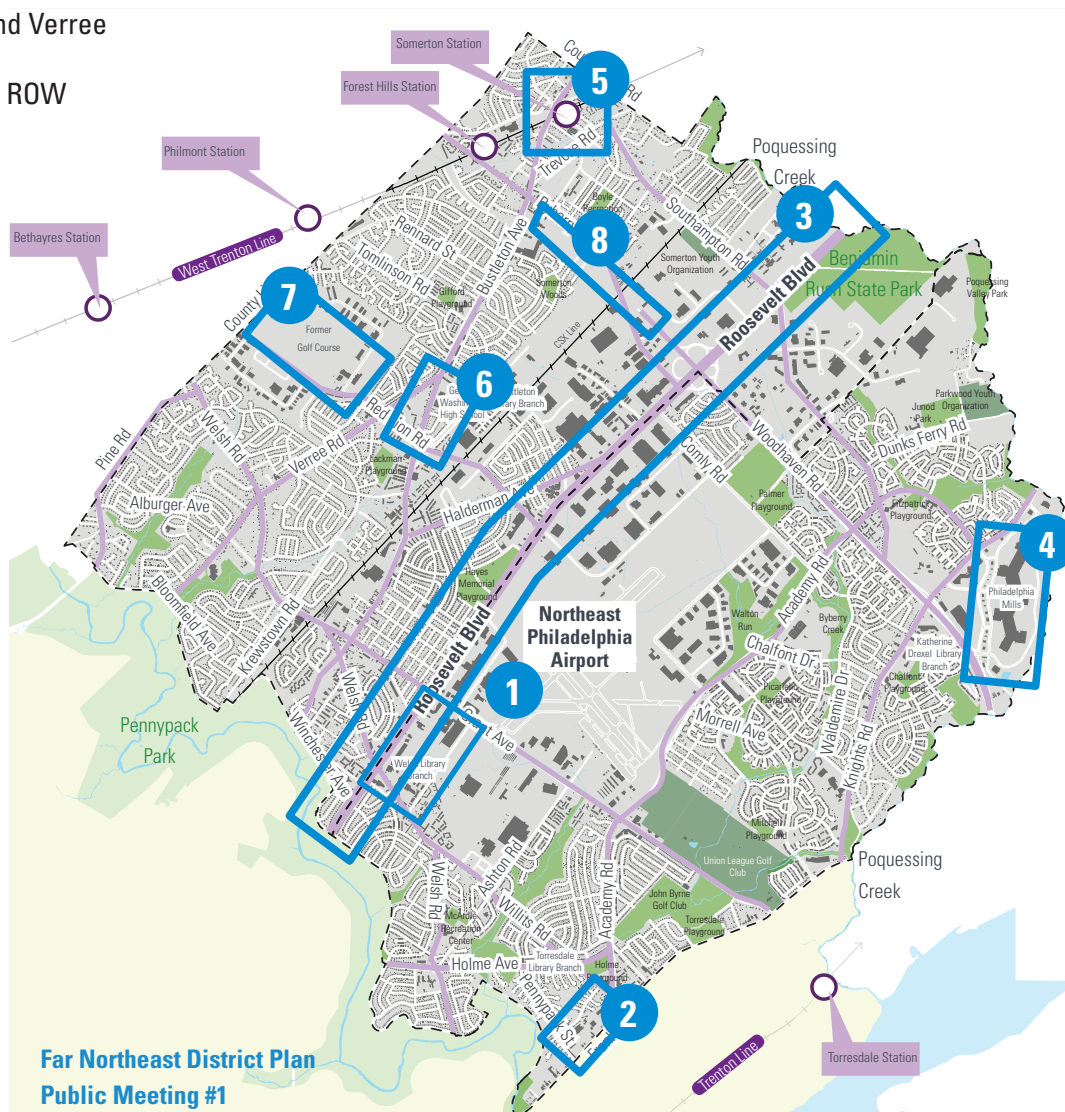 nd Verree
ROW
Somerton Station
Forest Hills Station
Philmont Station
Bethayres Station
West Trenton Line
5
Trevose Rd
Poquessing
Creek
3
8
Southampton Rd
Somerton Youth
Organization
Benjamin
Rush State Park
Poquessing
Valley Park
Roosevelt Blvd
Rennard St
Tomlinson Rd
Bustleton Ave
Gifford
Playground
Somerton
Woods
CSX Line
7
Former
Golf Course
6
High School
Parkwood Youth
Organization
Junod
Park
Dunks Ferry Rd
Pine Rd
Welsh Rd
Verree Rd
Alburger Ave
Comly Rd
Woodhaven Rd
Palmer
Playground
Fitzpatrick
Playground
4
Philadelphia
Mills
Bloomfield Ave
Krewstown Rd
Hayes
Memorial
Playground
Roosevelt Blvd
Northeast
Philadelphia
Airport
Walton
Run
Academy Rd
Byberry
Creek
Katherine
Drexel Library
Branch
Chalfont
Playground
Chalfont Dr
1
Welsh Rd
Winchester Ave
Pennypack
Park
Morrell Ave
Waldemire Dr
Knights Rd
Mitchell
Playground
Union League Golf
Club
Poquessing
Creek
Ashton Rd
Welsh Rd
Willits Rd
Academy Rd
John Byrne
Golf Club
Torresdale
Playground
McArdle
Recreation
Center
Holme Ave
Torresdale
Library Branch
Pennypack St
2
Torresdale Station
Trenton Line
Far Northeast District Plan
Public Meeting #1